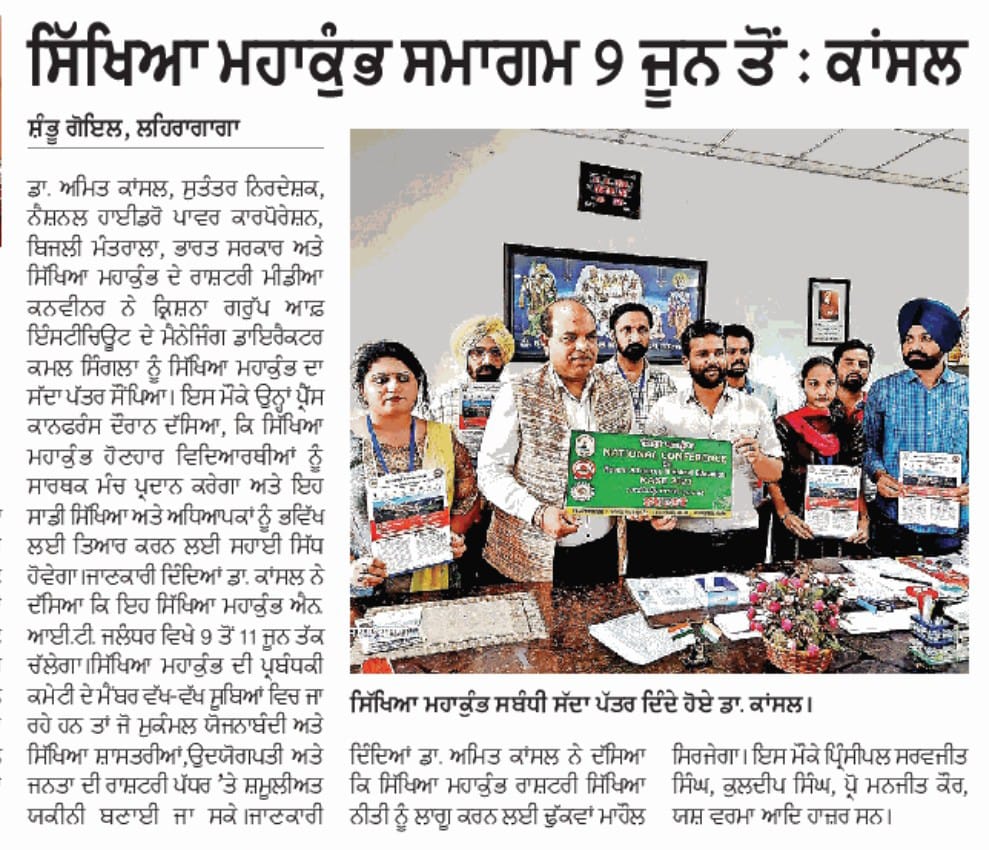 ਸਿੱਖਿਆ ਮਹਾਕੁੰਭ ਸਮਾਗਮ 9 ਜੂਨ ਤੋਂ : ਕਾਂਸਲ
ਸ਼ੰਭੂ ਗੋਇਲ, ਲਹਿਰਾਗਾਗਾ
ਡਾ. ਅਮਿਤ ਕਾਂਸਲ, ਸੁਤੰਤਰ ਨਿਰਦੇਸ਼ਕ,
ਨੈਸ਼ਨਲ ਹਾਈਡਰੋ ਪਾਵਰ ਕਾਰਪੋਰੇਸ਼ਨ,
ਬਿਜਲੀ ਮੰਤਰਾਲਾ, ਭਾਰਤ ਸਰਕਾਰ ਅਤੇ
ਸਿੱਖਿਆ ਮਹਾਕੁੰਭ ਦੇ ਰਾਸ਼ਟਰੀ ਮੀਡੀਆ
ਕਨਵੀਨਰ ਨੇ ਕ੍ਰਿਸ਼ਨਾ ਗਰੁੱਪ ਆਫ਼
ਇੰਸਟੀਚਿਊਟ ਦੇ ਮੈਨੇਜਿੰਗ ਡਾਇਰੈਕਟਰ
ਕਮਲ ਸਿੰਗਲਾ ਨੂੰ ਸਿੱਖਿਆ ਮਹਾਕੁੰਭ ਦਾ
ਸੱਦਾ ਪੱਤਰ ਸੌਂਪਿਆ। ਇਸ ਮੌਕੇ ਉਨ੍ਹਾਂ ਪ੍ਰੈੱਸ
ਕਾਨਫਰੰਸ ਦੌਰਾਨ ਦੱਸਿਆ, ਕਿ ਸਿੱਖਿਆ
ਮਹਾਕੁੰਭ ਹੋਣਹਾਰ ਵਿਦਿਆਰਥੀਆਂ ਨੂੰ
ਸਾਰਥਕ ਮੰਚ ਪ੍ਰਦਾਨ ਕਰੇਗਾ ਅਤੇ ਇਹ
ਸਾਡੀ ਸਿੱਖਿਆ ਅਤੇ ਅਧਿਆਪਕਾਂ ਨੂੰ ਭਵਿੱਖ
ਲਈ ਤਿਆਰ ਕਰਨ ਲਈ ਸਹਾਈ ਸਿੱਧ
ਹੋਵੇਗਾ।ਜਾਣਕਾਰੀ ਦਿੰਦਿਆਂ ਡਾ. ਕਾਂਸਲ ਨੇ
ਦੱਸਿਆ ਕਿ ਇਹ ਸਿੱਖਿਆ ਮਹਾਕੁੰਭ ਐਨ.
ਆਈ.ਟੀ. ਜਲੰਧਰ ਵਿਖੇ 9 ਤੋਂ 11 ਜੂਨ ਤੱਕ
ਚੱਲੇਗਾ।ਸਿੱਖਿਆ ਮਹਾਕੁੰਭ ਦੀ ਪ੍ਰਬੰਧਕੀ
ਕਮੇਟੀ ਦੇ ਮੈਂਬਰ ਵੱਖ-ਵੱਖ ਸੂਬਿਆਂ ਵਿਚ ਜਾ
ਰਹੇ ਹਨ ਤਾਂ ਜੋ ਮੁਕੰਮਲ ਯੋਜਨਾਬੰਦੀ ਅਤੇ
ਸਿੱਖਿਆ ਸ਼ਾਸਤਰੀਆਂ,ਉਦਯੋਗਪਤੀ ਅਤੇ
ਜਨਤਾ ਦੀ ਰਾਸ਼ਟਰੀ ਪੱਧਰ 'ਤੇ ਸ਼ਮੂਲੀਅਤ
ਯਕੀਨੀ ਬਣਾਈ ਜਾ ਸਕੇ।ਜਾਣਕਾਰੀ
NATIONAL CONFERENCE
ਸਿੱਖਿਆ ਮਹਾਕੁੰਭ ਸਬੰਧੀ ਸੱਦਾ ਪੱਤਰ ਦਿੰਦੇ ਹੋਏ ਡਾ. ਕਾਂਸਲ।
ਦਿੰਦਿਆਂ ਡਾ. ਅਮਿਤ ਕਾਂਸਲ ਨੇ ਦੱਸਿਆ
ਕਿ ਸਿੱਖਿਆ ਮਹਾਕੁੰਭ ਰਾਸ਼ਟਰੀ ਸਿੱਖਿਆ
ਨੀਤੀ ਨੂੰ ਲਾਗੂ ਕਰਨ ਲਈ ਢੁੱਕਵਾਂ ਮਾਹੌਲ
ਸਿਰਜੇਗਾ। ਇਸ ਮੌਕੇ ਪ੍ਰਿੰਸੀਪਲ ਸਰਵਜੀਤ
ਸਿੰਘ, ਕੁਲਦੀਪ ਸਿੰਘ, ਪ੍ਰੋ ਮਨਜੀਤ ਕੌਰ,
ਯਸ਼ ਵਰਮਾ ਆਦਿ ਹਾਜ਼ਰ ਸਨ।